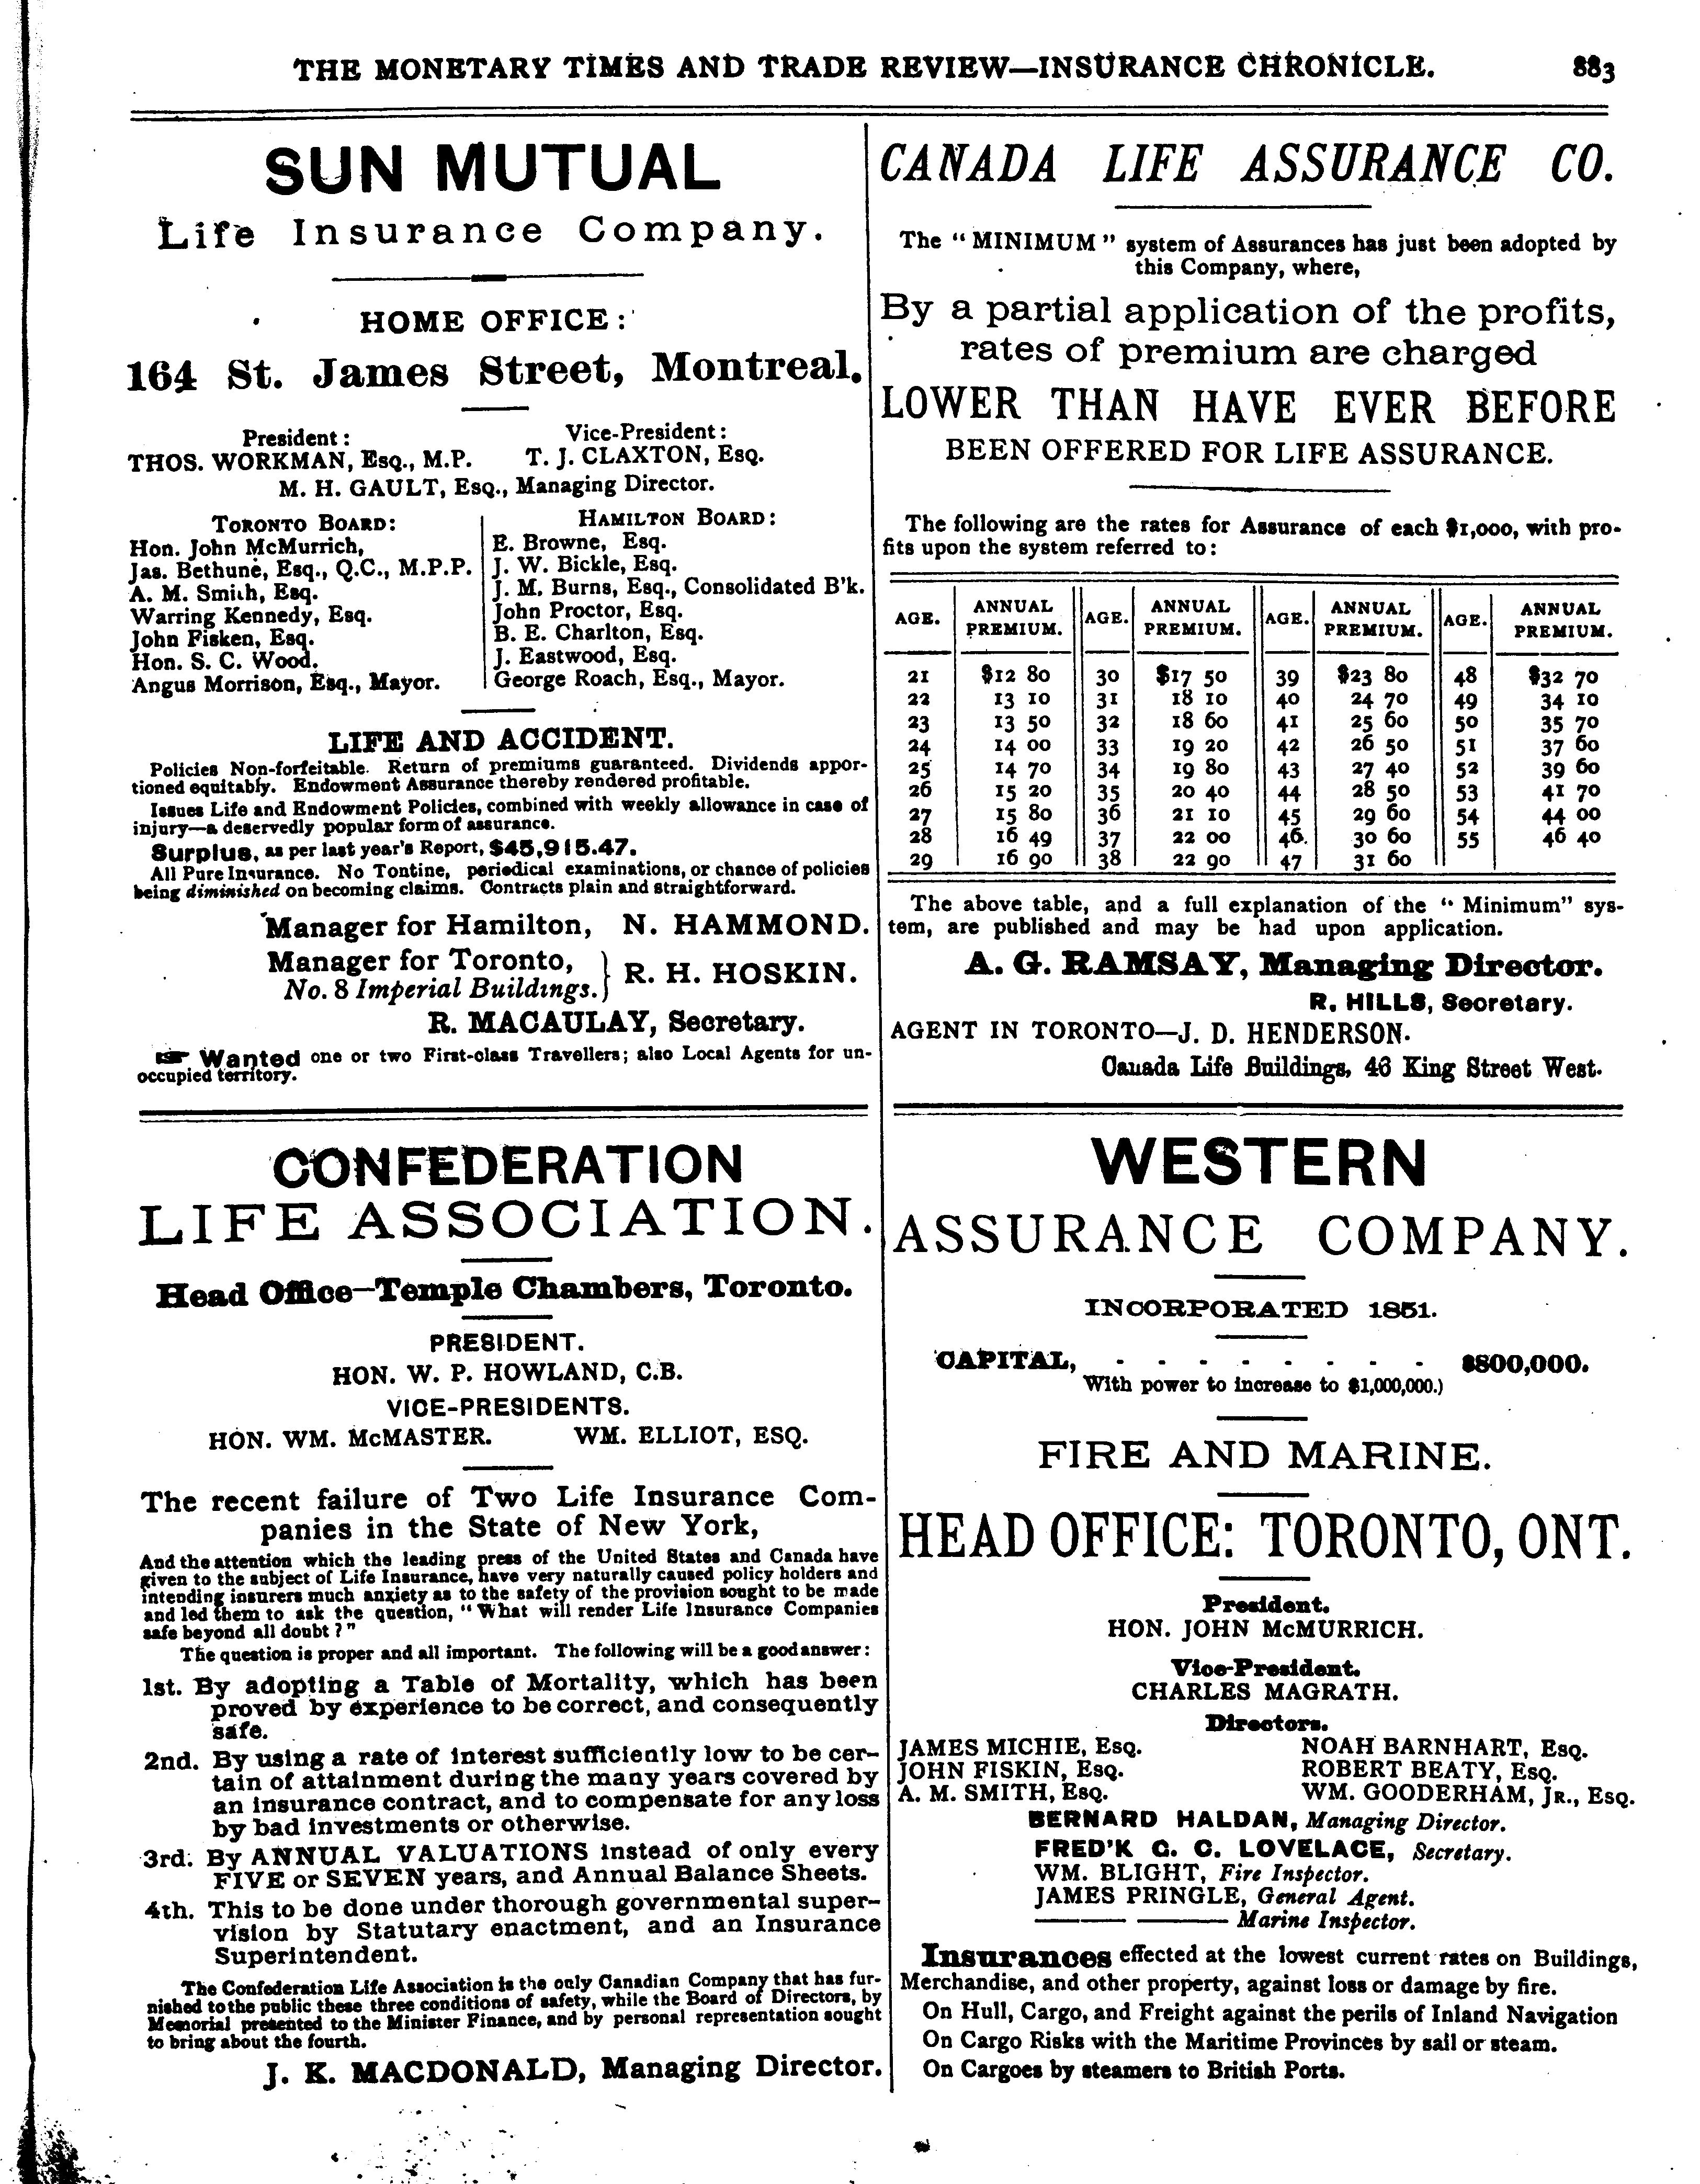 THE MONETARY TIMES AND TRADE REVIEW—INSURANCE CHRONICLE. 883
SUN MUTUAL
Life Insurance Company.
HOME OFFICE:
164 St. James Street, Montreal.
President: Vice-President:
THOS. WORKMAN, Esq., M.P. T. J. CLAXTON, Esq.
M. H. GAULT, Esq., Managing Director.
TORONTO BOARD:
Hon. John McMurrich,
Jas. Bethune, Esq., Q.C., M.P.P.
A. M. Smith, Esq.
Warring Kennedy, Esq.
John Fisken, Esq.
Hon. S. C. Wood.
Angus Morrison, Esq., Mayor.
HAMILTON BOARD:
E. Browne, Esq.
J. W. Bickle, Esq.
J. M. Burns, Esq., Consolidated B'k.
John Proctor, Esq.
B. E. Charlton, Esq.
J. Eastwood, Esq.
George Roach, Esq., Mayor.
LIFE AND ACCIDENT.
Policies Non-forfeitable. Return of premiums guaranteed. Dividends appor-
tioned equitably. Endowment Assurance thereby rendered profitable.
Issues Life and Endowment Policies, combined with weekly allowance in case of
injury—a deservedly popular form of assurance.
Surplus, as per last year's Report, $45,915.47.
All Pure Insurance. No Tontine, periodical examinations, or chance of policies
being diminished on becoming claims. Contracts plain and straightforward.
Manager for Hamilton, N. HAMMOND.
Manager for Toronto, } R. H. HOSKIN.
No. 8 Imperial Buildings.
R. MACAULAY, Secretary.
☞ Wanted one or two First-class Travellers; also Local Agents for un-
occupied territory.
CANADA LIFE ASSURANCE CO.
The "MINIMUM" system of Assurances has just been adopted by
this Company, where,
By a partial application of the profits,
rates of premium are charged
LOWER THAN HAVE EVER BEFORE
BEEN OFFERED FOR LIFE ASSURANCE.
The following are the rates for Assurance of each $1,000, with pro-
fits upon the system referred to:
AGE. ANNUAL PREMIUM. AGE. ANNUAL PREMIUM. AGE. ANNUAL PREMIUM. AGE. ANNUAL PREMIUM.
21 $12 80 30 $17 50 39 $23 80 48 $32 70
22 13 10 31 18 10 40 24 70 49 34 10
23 13 50 32 18 60 41 25 60 50 35 70
24 14 00 33 19 20 42 26 50 51 37 60
25 14 70 34 19 80 43 27 40 52 39 60
26 15 20 35 20 40 44 28 50 53 41 70
27 15 80 36 21 10 45 29 60 54 44 00
28 16 49 37 22 00 46. 30 60 55 46 40
29 16 90 38 22 90 47 31 60
The above table, and a full explanation of the "Minimum" sys-
tem, are published and may be had upon application.
A. G. RAMSAY, Managing Director.
R. HILLS, Secretary.
AGENT IN TORONTO—J. D. HENDERSON.
Canada Life Buildings, 46 King Street West.
CONFEDERATION
LIFE ASSOCIATION.
Head Office—Temple Chambers, Toronto.
PRESIDENT.
HON. W. P. HOWLAND, C.B.
VICE-PRESIDENTS.
HON. WM. McMASTER. WM. ELLIOT, ESQ.
The recent failure of Two Life Insurance Com-
panies in the State of New York,
And the attention which the leading press of the United States and Canada have
given to the subject of Life Insurance, have very naturally caused policy holders and
intending insurers much anxiety as to the safety of the provision sought to be made
and led them to ask the question, "What will render Life Insurance Companies
safe beyond all doubt?"
The question is proper and all important. The following will be a good answer:
1st. By adopting a Table of Mortality, which has been
proved by experience to be correct, and consequently
safe.
2nd. By using a rate of interest sufficiently low to be cer-
tain of attainment during the many years covered by
an insurance contract, and to compensate for any loss
by bad investments or otherwise.
3rd. By ANNUAL VALUATIONS instead of only every
FIVE or SEVEN years, and Annual Balance Sheets.
4th. This to be done under thorough governmental super-
vision by Statutary enactment, and an Insurance
Superintendent.
The Confederation Life Association is the only Canadian Company that has fur-
nished to the public these three conditions of safety, while the Board of Directors, by
Memorial presented to the Minister Finance, and by personal representation sought
to bring about the fourth.
J. K. MACDONALD, Managing Director.
WESTERN
ASSURANCE COMPANY.
INCORPORATED 1851.
CAPITAL, - - - - - - - - $800,000.
With power to increase to $1,000,000.)
FIRE AND MARINE.
HEAD OFFICE: TORONTO, ONT.
President.
HON. JOHN McMURRICH.
Vice-President.
CHARLES MAGRATH.
Directors.
JAMES MICHIE, Esq. NOAH BARNHART, Esq.
JOHN FISKIN, Esq. ROBERT BEATY, Esq.
A. M. SMITH, Esq. WM. GOODERHAM, Jr., Esq.
BERNARD HALDAN, Managing Director.
FRED'K G. C. LOVELACE, Secretary.
WM. BLIGHT, Fire Inspector.
JAMES PRINGLE, General Agent.
——— ——— Marine Inspector.
Insurances effected at the lowest current rates on Buildings,
Merchandise, and other property, against loss or damage by fire.
On Hull, Cargo, and Freight against the perils of Inland Navigation
On Cargo Risks with the Maritime Provinces by sail or steam.
On Cargoes by steamers to British Ports.